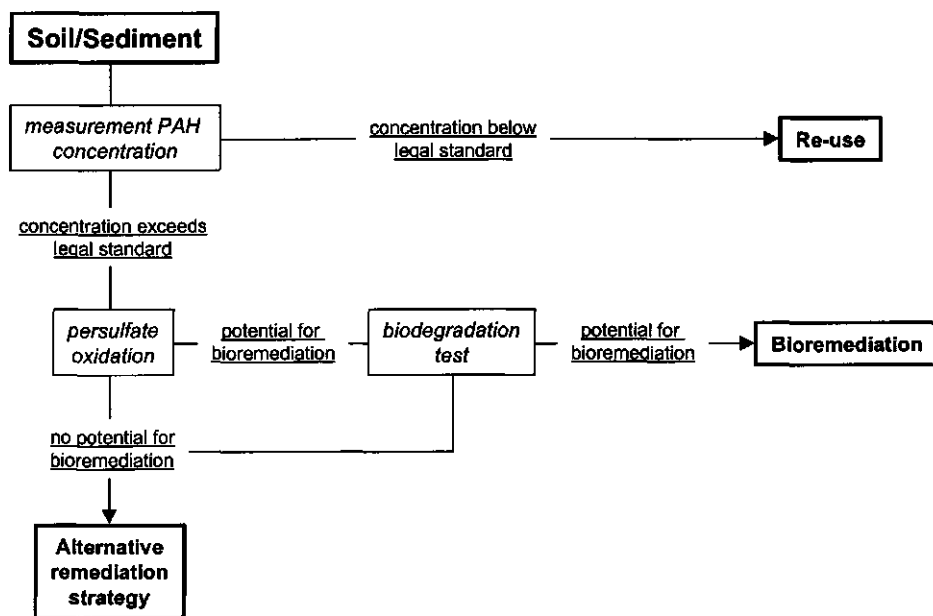 Soil/Sediment
measurement PAH
concentration
concentration below
legal standard
Re-use
concentration exceeds
legal standard
persulfate
oxidation
potential for
bioremediation
biodegradation
test
potential for
bioremediation
Bioremediation
no potential for
bioremediation
Alternative
remediation
strategy